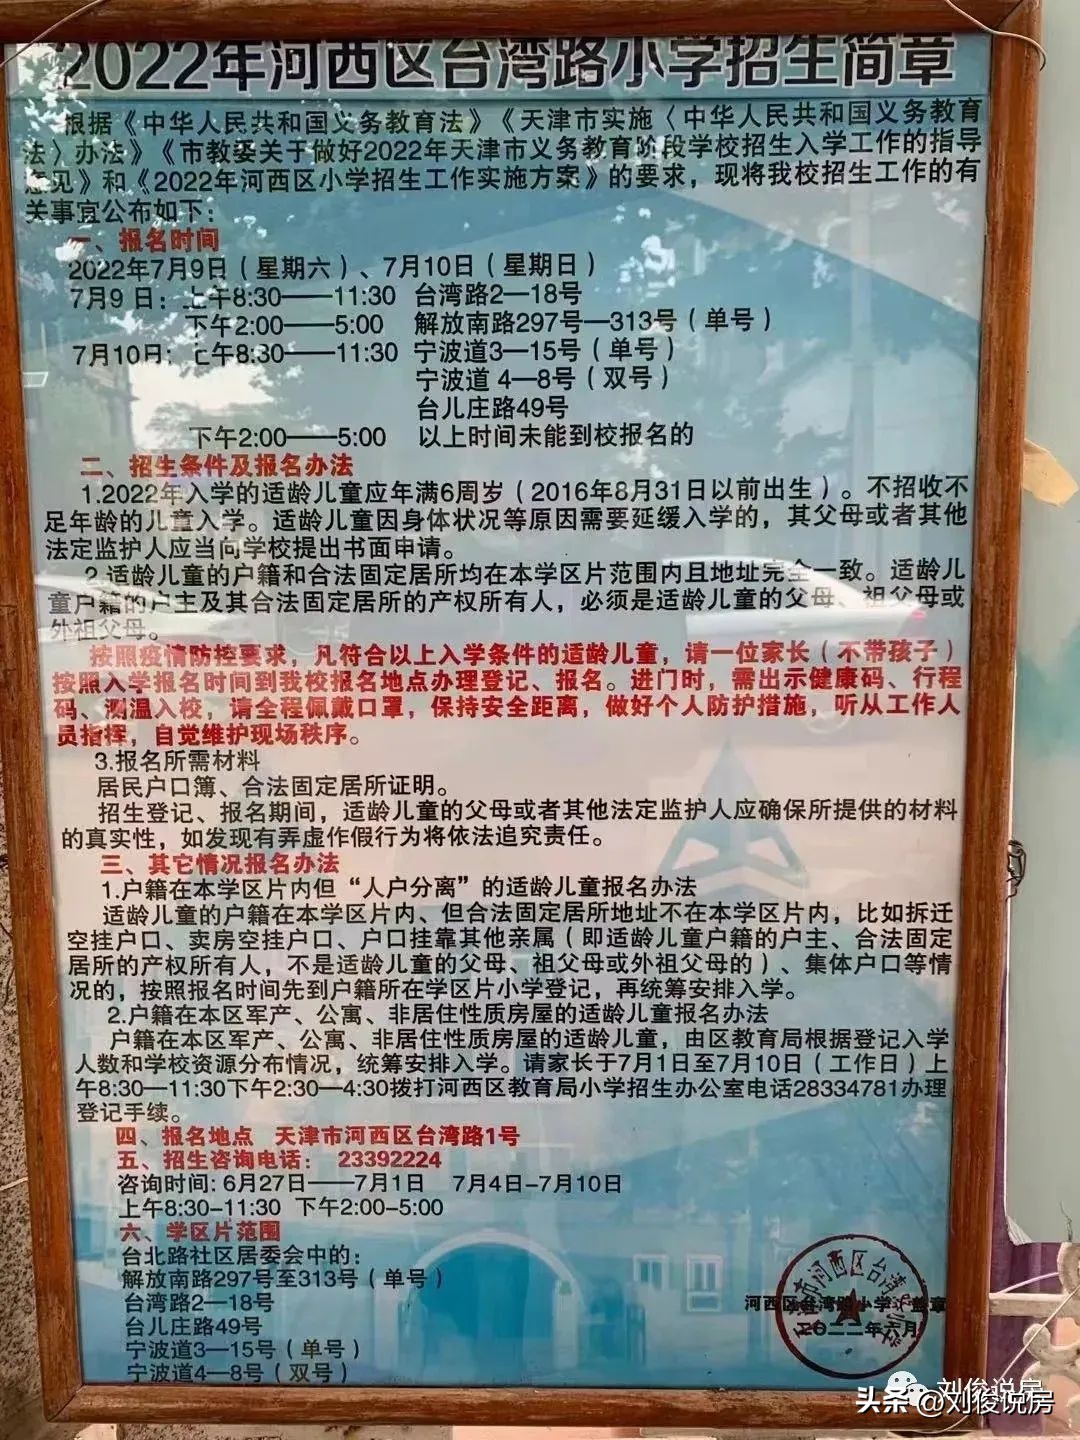 2022年河西区台湾路小学招生简章
根据《中华人民共和国义务教育法》《天津市实施〈中华人民共和国义务教育
法〉办法》《市教委关于做好2022年天津市义务教育阶段学校招生入学工作的指导
意见》和《2022年河西区小学招生工作实施方案》的要求，现将我校招生工作的有
关事宜公布如下：
一、报名时间
2022年7月9日（星期六）、7月10日（星期日）
7月9日：上午8:30——11:30 台湾路2—18号
下午2:00——5:00 解放南路297号—313号（单号）
7月10日：上午8:30——11:30 宁波道3—15号（单号）
宁波道 4—8号（双号）
台儿庄路49号
下午2:00——5:00 以上时间未能到校报名的
二、招生条件及报名办法
1.2022年入学的适龄儿童应年满6周岁（2016年8月31日以前出生）。不招收不
足年龄的儿童入学。适龄儿童因身体状况等原因需要延缓入学的，其父母或者其他
法定监护人应当向学校提出书面申请。
2.适龄儿童的户籍和合法固定居所均在本学区片范围内且地址完全一致。适龄儿
童户籍的户主及其合法固定居所的产权所有人，必须是适龄儿童的父母、祖父母或
外祖父母。
按照疫情防控要求，凡符合以上入学条件的适龄儿童，请一位家长（不带孩子）
按照入学报名时间到我校报名地点办理登记、报名。进门时，需出示健康码、行程
码、测温入校，请全程佩戴口罩，保持安全距离，做好个人防护措施，听从工作人
员指挥，自觉维护现场秩序。
3.报名所需材料
居民户口簿、合法固定居所证明。
招生登记、报名期间，适龄儿童的父母或者其他法定监护人应确保所提供的材料
的真实性，如发现有弄虚作假行为将依法追究责任。
三、其它情况报名办法
1.户籍在本学区片内但“人户分离”的适龄儿童报名办法
适龄儿童的户籍在本学区片内、但合法固定居所地址不在本学区片内，比如拆迁
空挂户口、卖房空挂户口、户口挂靠其他亲属（即适龄儿童户籍的户主、合法固定
居所的产权所有人，不是适龄儿童的父母、祖父母或外祖父母的）、集体户口等情
况的，按照报名时间先到户籍所在学区片小学登记，再统筹安排入学。
2.户籍在本区军产、公寓、非居住性质房屋的适龄儿童报名办法
户籍在本区军产、公寓、非居住性质房屋的适龄儿童，由区教育局根据登记入学
人数和学校资源分布情况，统筹安排入学。请家长于7月1日至7月10日（工作日）上
午8:30—11:30下午2:30—4:30拨打河西区教育局小学招生办公室电话28334781办理
登记手续。
四、报名地点 天津市河西区台湾路1号
五、招生咨询电话： 23392224
咨询时间：6月27日——7月1日 7月4日-7月10日
上午8:30-11:30 下午2:00-5:00
六、学区片范围
台北路社区居委会中的：
解放南路297号至313号（单号）
台湾路2—18号
台儿庄路49号
宁波道3—15号（单号）
宁波道4—8号（双号）
河西区台湾路小学 盖章
二〇二二年六月
天津市河西区台湾路小学
刘俊说房
头条 @刘俊说房